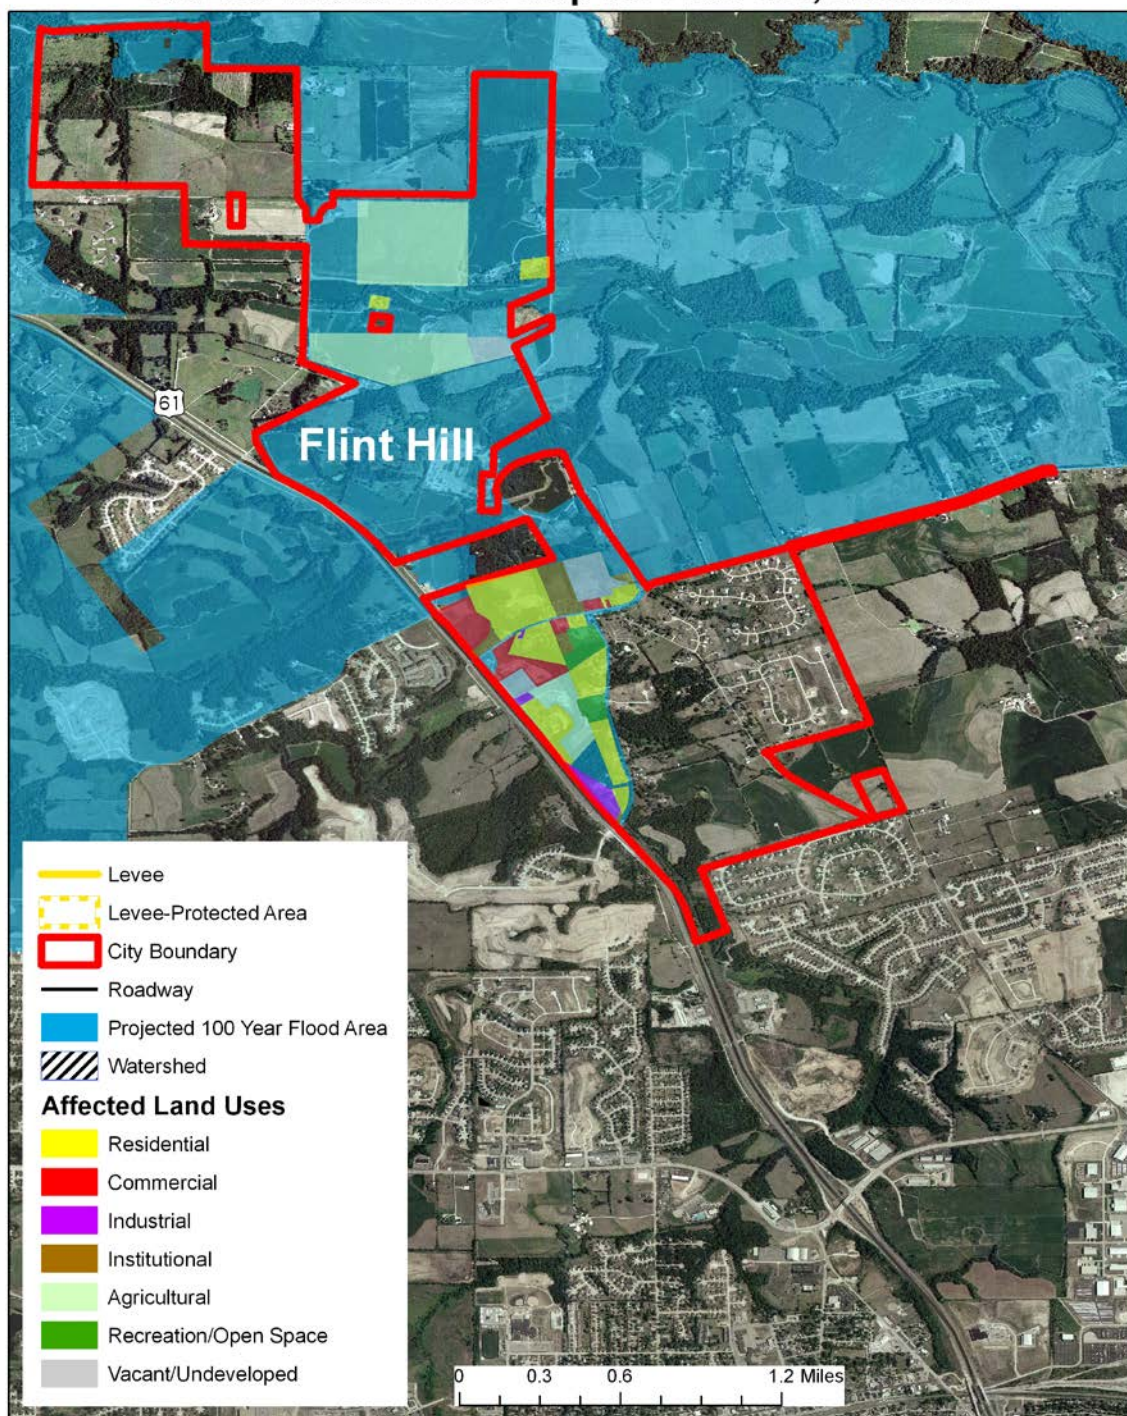 61
Flint Hill
Levee
Levee-Protected Area
City Boundary
Roadway
Projected 100 Year Flood Area
Watershed
Affected Land Uses
Residential
Commercial
Industrial
Institutional
Agricultural
Recreation/Open Space
Vacant/Undeveloped
0 0.3 0.6 1.2 Miles